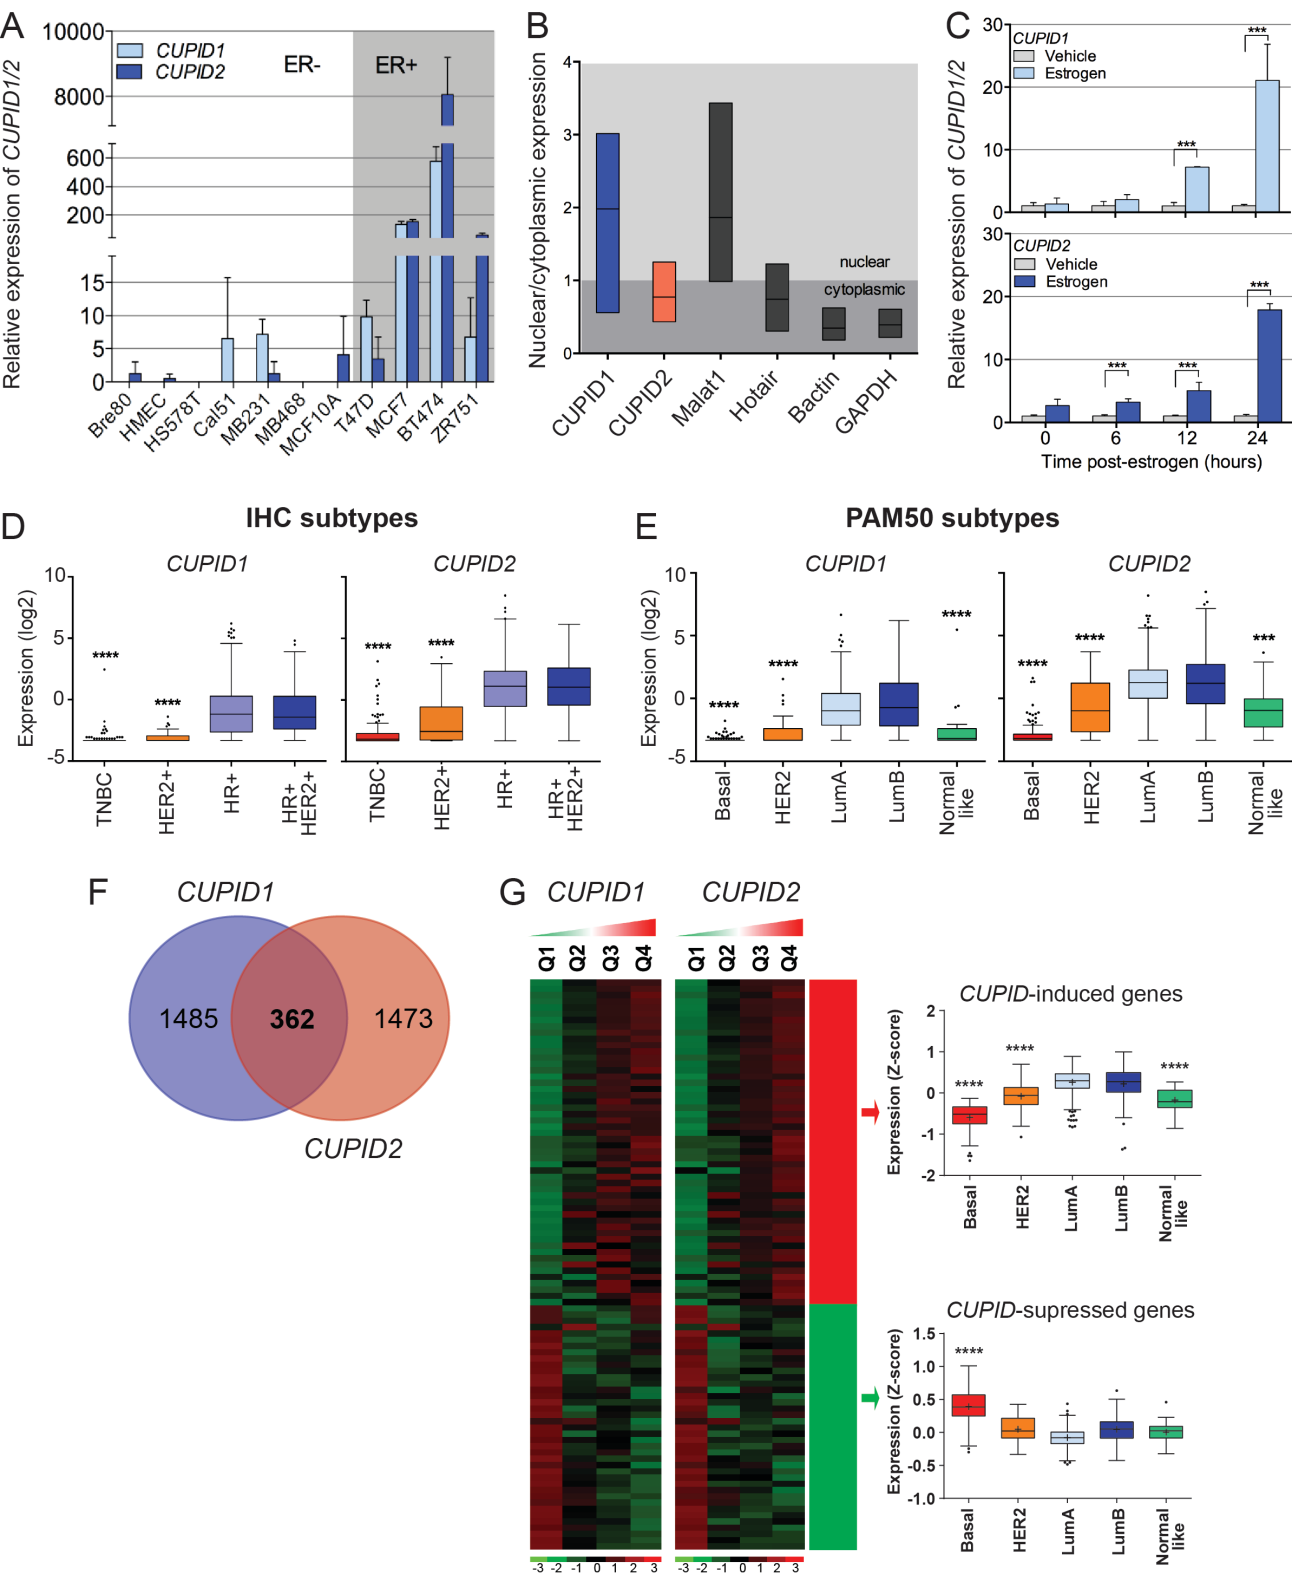 A
Relative expression of CUPID1/2
10000
8000
600
400
200
15
10
5
0
CUPID1
CUPID2
ER-
ER+
Bre80
HMEC
HS578T
Cal51
MB231
MB468
MCF10A
T47D
MCF7
BT474
ZR751
B
Nuclear/cytoplasmic expression
4
3
2
1
0
nuclear
cytoplasmic
CUPID1
CUPID2
Malat1
Hotair
Bactin
GAPDH
C
Relative expression of CUPID1/2
30
20
10
0
CUPID1
Vehicle
Estrogen
***
***
30
20
10
0
CUPID2
Vehicle
Estrogen
***
***
***
0 6 12 24
Time post-estrogen (hours)
D
IHC subtypes
CUPID1
CUPID2
Expression (log2)
10
5
0
-5
****
****
****
****
TNBC
HER2+
HR+
HR+
HER2+
TNBC
HER2+
HR+
HR+
HER2+
E
PAM50 subtypes
CUPID1
CUPID2
Expression (log2)
10
5
0
-5
****
****
****
****
****
***
Basal
HER2
LumA
LumB
Normal
like
Basal
HER2
LumA
LumB
Normal
like
F
CUPID1
1485
362
1473
CUPID2
G
CUPID1
CUPID2
Q1 Q2 Q3 Q4
Q1 Q2 Q3 Q4
-3 -2 -1 0 1 2 3
-3 -2 -1 0 1 2 3
CUPID-induced genes
Expression (Z-score)
2
1
0
-1
-2
****
****
****
Basal
HER2
LumA
LumB
Normal
like
CUPID-supressed genes
Expression (Z-score)
1.5
1.0
0.5
0.0
-0.5
-1.0
****
Basal
HER2
LumA
LumB
Normal
like